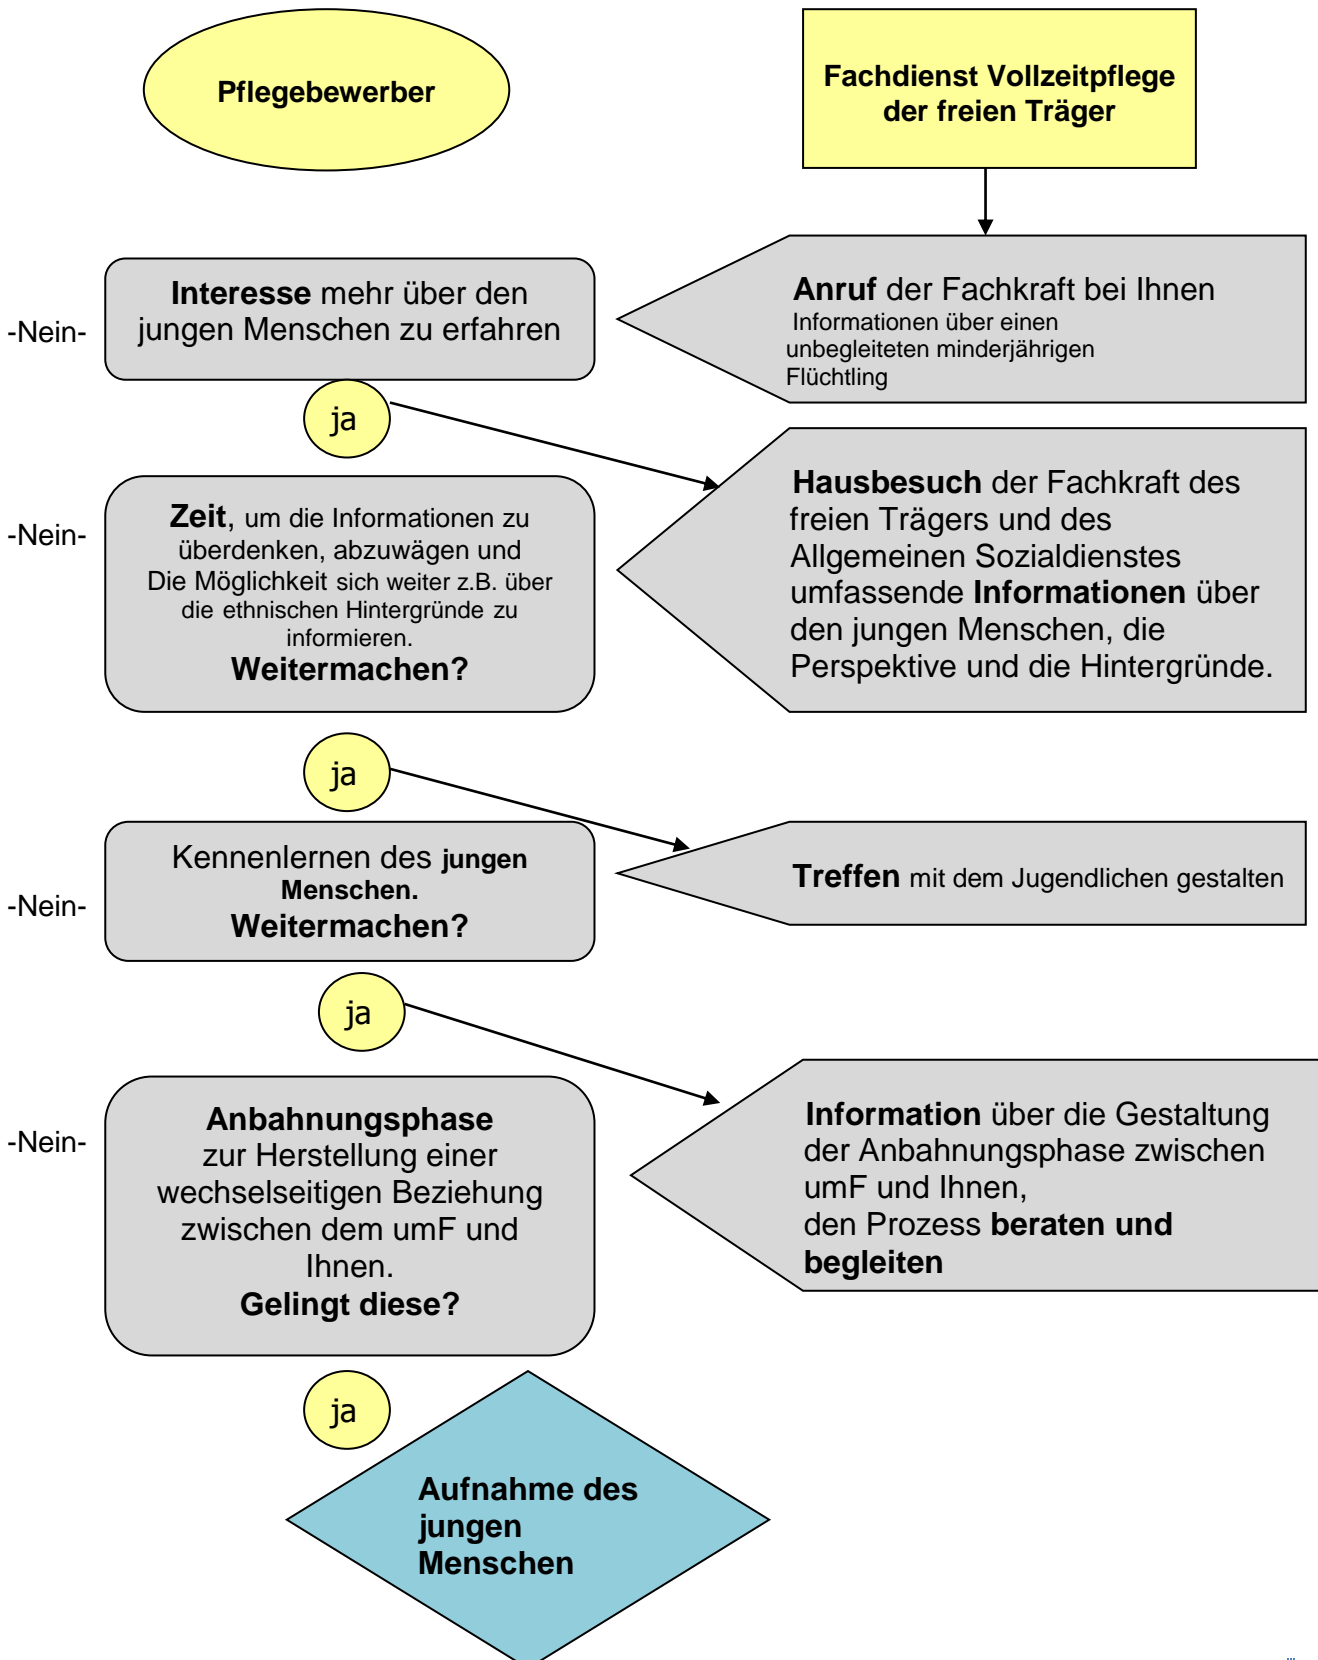 Pflegebewerber
Fachdienst Vollzeitpflege
der freien Träger
-Nein-
Interesse mehr über den
jungen Menschen zu erfahren
Anruf der Fachkraft bei Ihnen
Informationen über einen
unbegleiteten minderjährigen
Flüchtling
ja
-Nein-
Zeit, um die Informationen zu
überdenken, abzuwägen und
Die Möglichkeit sich weiter z.B. über
die ethnischen Hintergründe zu
informieren.
Weitermachen?
Hausbesuch der Fachkraft des
freien Trägers und des
Allgemeinen Sozialdienstes
umfassende Informationen über
den jungen Menschen, die
Perspektive und die Hintergründe.
ja
-Nein-
Kennenlernen des jungen
Menschen.
Weitermachen?
Treffen mit dem Jugendlichen gestalten
ja
-Nein-
Anbahnungsphase
zur Herstellung einer
wechselseitigen Beziehung
zwischen dem umF und
Ihnen.
Gelingt diese?
Information über die Gestaltung
der Anbahnungsphase zwischen
umF und Ihnen,
den Prozess beraten und
begleiten
ja
Aufnahme des
jungen
Menschen